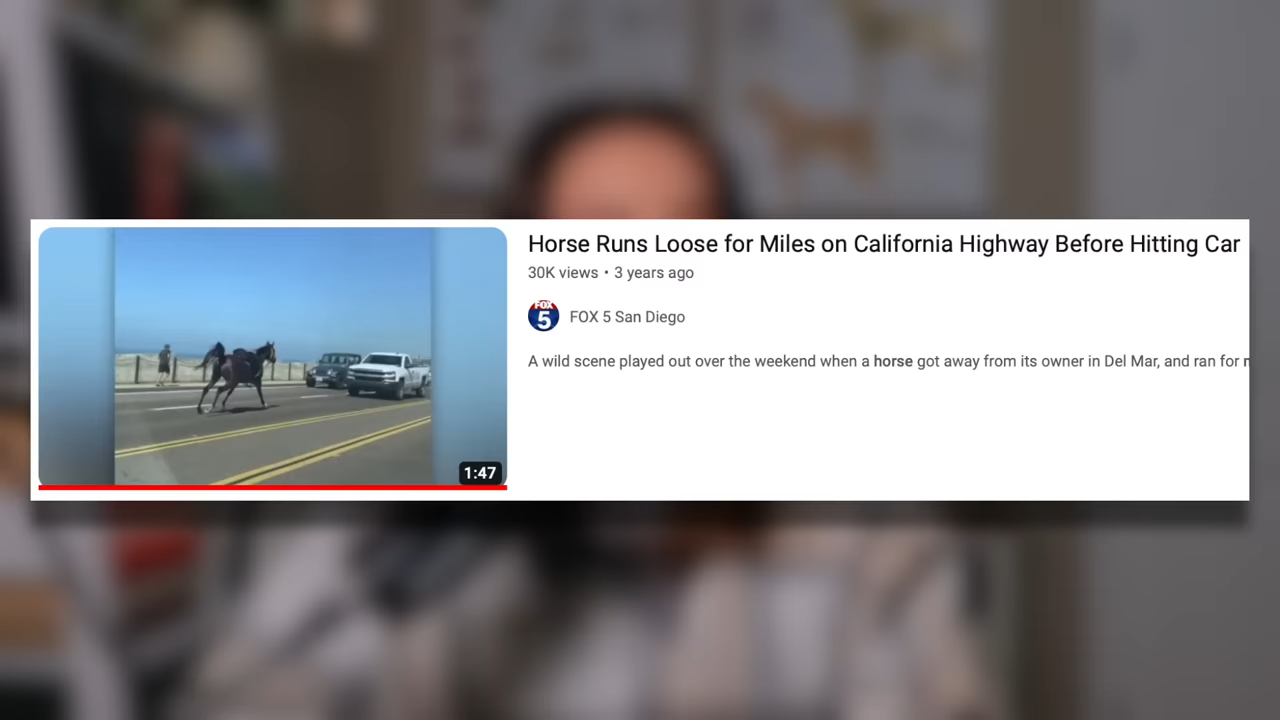 Horse Runs Loose for Miles on California Highway Before Hitting Car
30K views • 3 years ago
FOX
5
FOX 5 San Diego
A wild scene played out over the weekend when a horse got away from its owner in Del Mar, and ran for
1:47